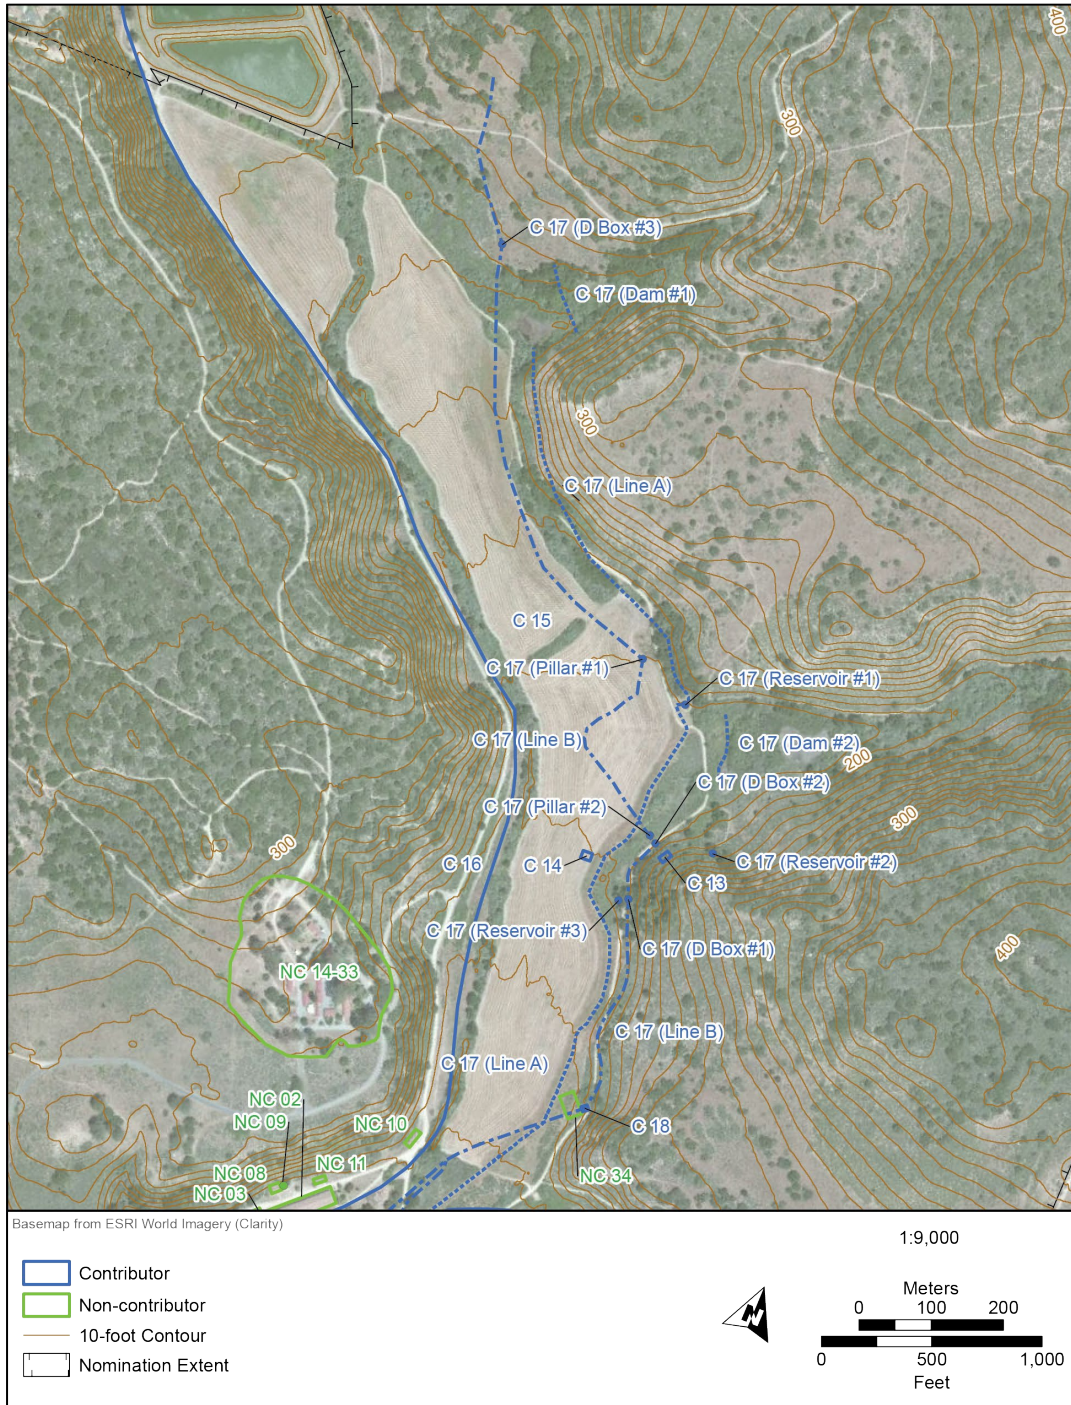 400
300
C 17 (D Box #3)
C 17 (Dam #1)
300
C 17 (Line A)
C 15
C 17 (Pillar #1)
C 17 (Reservoir #1)
C 17 (Line B)
C 17 (Dam #2)
200
C 17 (D Box #2)
C 17 (Pillar #2)
300
300
C 16
C 14
C 17 (Reservoir #2)
C 13
C 17 (Reservoir #3)
C 17 (D Box #1)
400
NC 14-33
C 17 (Line B)
C 17 (Line A)
NC 02
NC 09
NC 10
C 18
NC 11
NC 08
NC 34
NC 03
Basemap from ESRI World Imagery (Clarity)
Contributor
Non-contributor
10-foot Contour
Nomination Extent
1:9,000
N
Meters
0 100 200
0 500 1,000
Feet